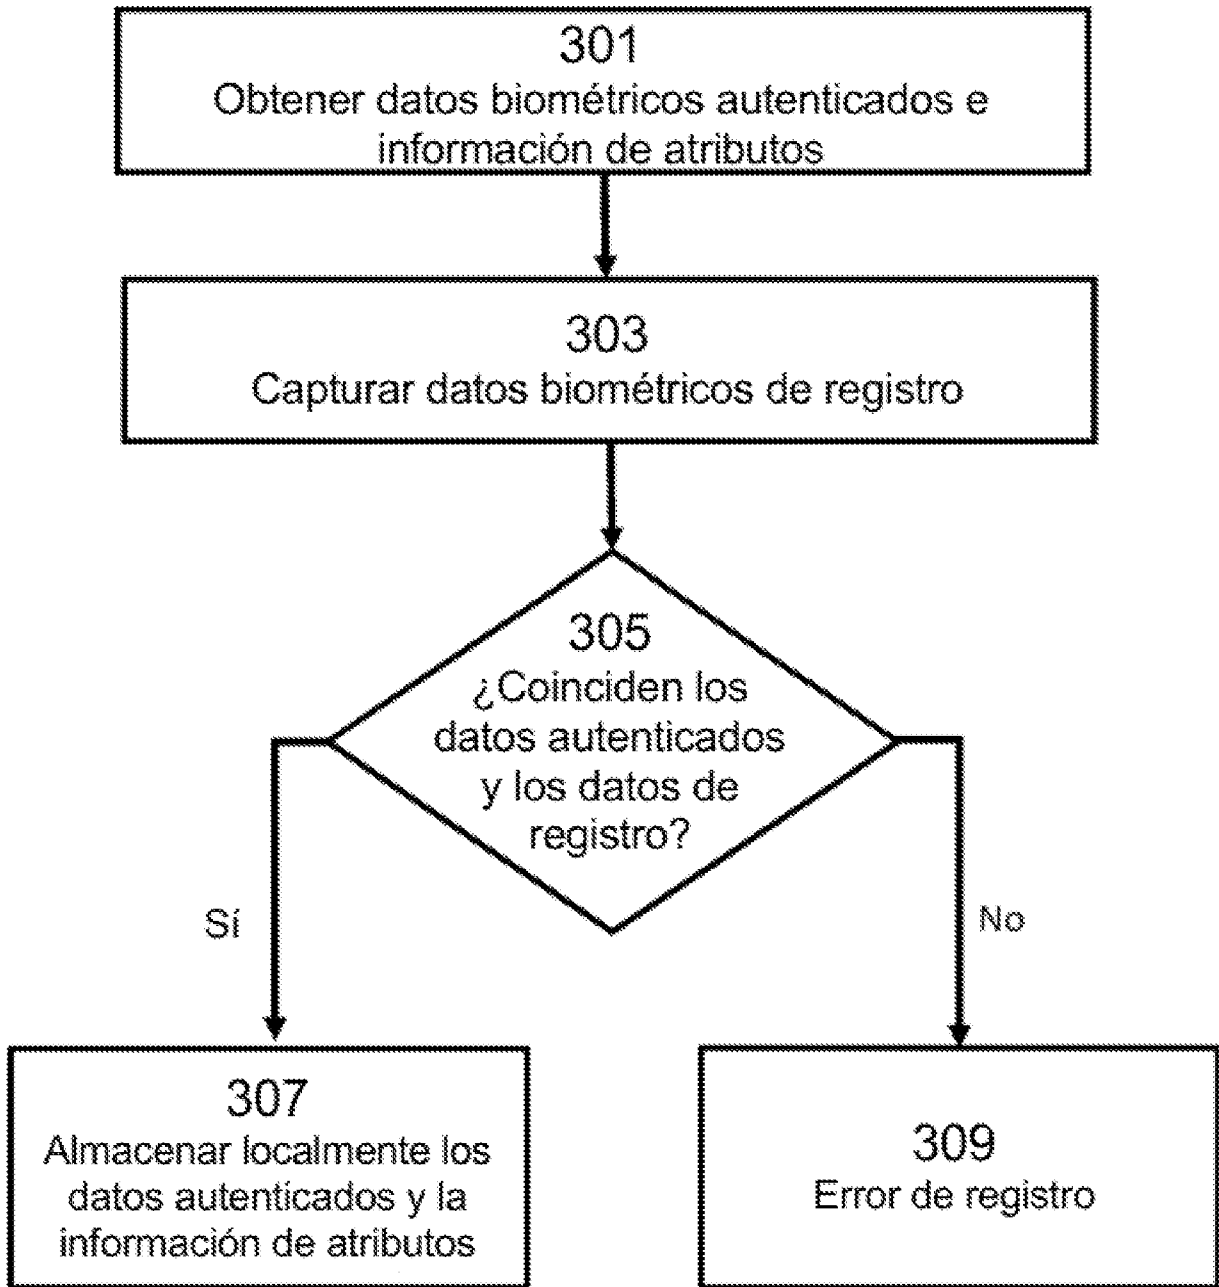 301
Obtener datos biométricos autenticados e
información de atributos
303
Capturar datos biométricos de registro
305
¿Coinciden los
datos autenticados
y los datos de
registro?
Sí
No
307
Almacenar localmente los
datos autenticados y la
información de atributos
309
Error de registro